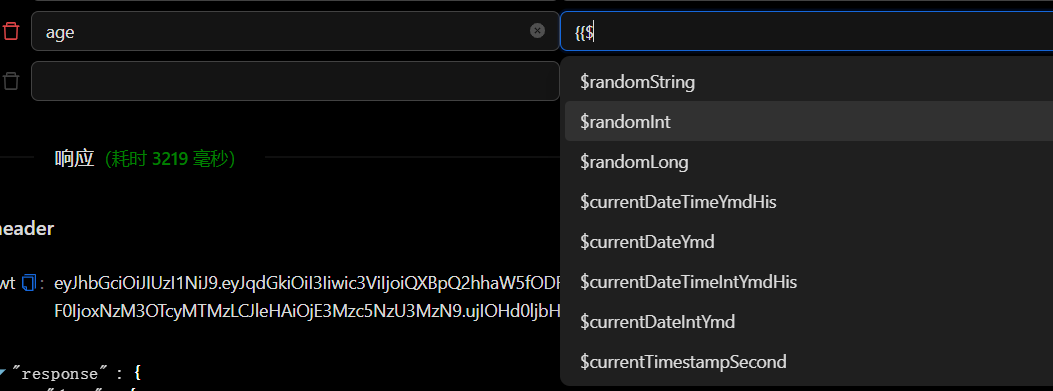 age
{{$
$randomString
$randomInt
$randomLong
$currentDateTimeYmdHis
$currentDateYmd
$currentDateTimeIntYmdHis
$currentDateIntYmd
$currentTimestampSecond
响应（耗时 3219 毫秒）
header
wt :
eyJhbGciOiJIUzI1NiJ9.eyJqdGkiOiI3Iiwic3ViIjoiQXBpQ2hhaW5fODF
F0IjoxNzM3OTcyMTMzLCJleHAiOjE3Mzc5NzU3MzN9.ujIOHd0ljbH
"response" : {